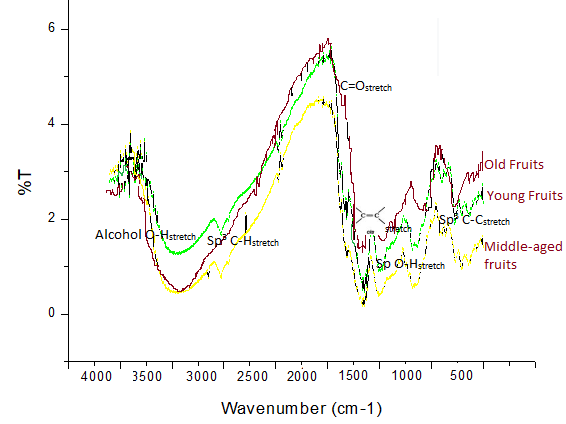 6
C=Ostretch
4
%T
Old Fruits
Young Fruits
2
C=C
stretch
Sp² C-Cstretch
Alcohol O-Hstretch
Sp³ C-Hstretch
Middle-aged
fruits
Sp O-Hstretch
0
4000 3500 3000 2500 2000 1500 1000 500
Wavenumber (cm-1)